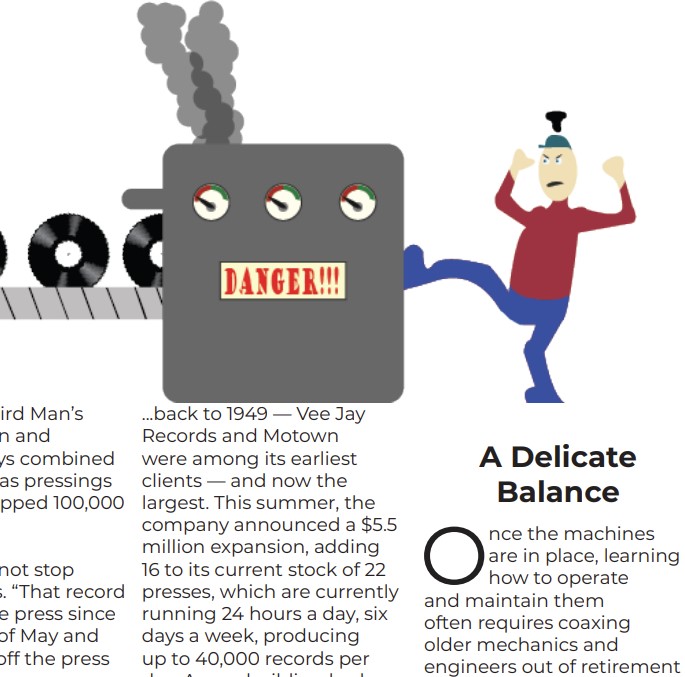 DANGER!!!
ird Man's
n and
ys combined
as pressings
pped 100,000
not stop
s. “That record
e press since
of May and
off the press
...back to 1949 — Vee Jay
Records and Motown
were among its earliest
clients — and now the
largest. This summer, the
company announced a $5.5
million expansion, adding
16 to its current stock of 22
presses, which are currently
running 24 hours a day, six
days a week, producing
up to 40,000 records per
A Delicate
Balance
Once the machines
are in place, learning
how to operate
and maintain them
often requires coaxing
older mechanics and
engineers out of retirement